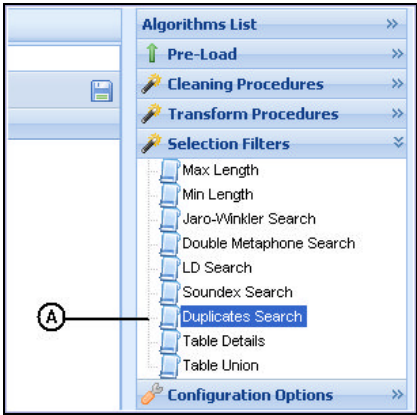 Algorithms List
Pre-Load
Cleaning Procedures
Transform Procedures
Selection Filters
Max Length
Min Length
Jaro-Winkler Search
Double Metaphone Search
LD Search
Soundex Search
A
Duplicates Search
Table Details
Table Union
Configuration Options